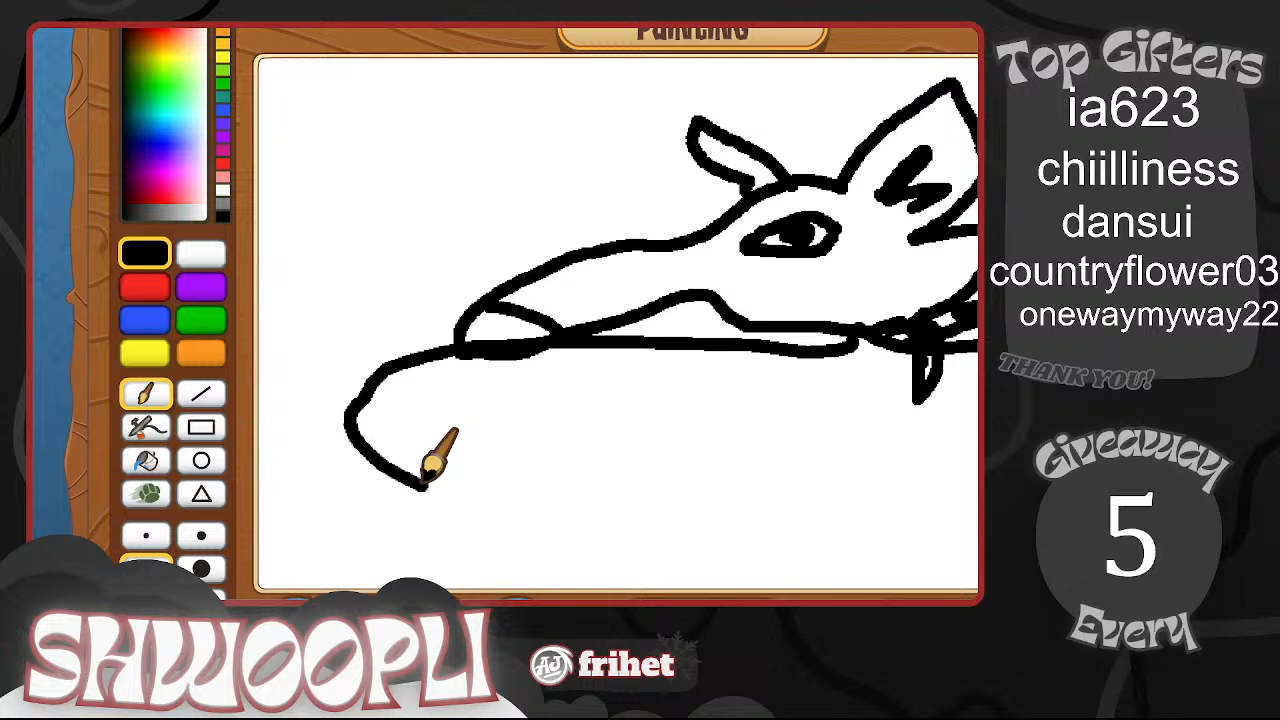 PAINTING
Top Gifters
ia623
chiilliness
dansui
countryflower03
onewaymyway22
THANK YOU!
Giveaway
5
Every
SHWOOPLI
AJ frihet